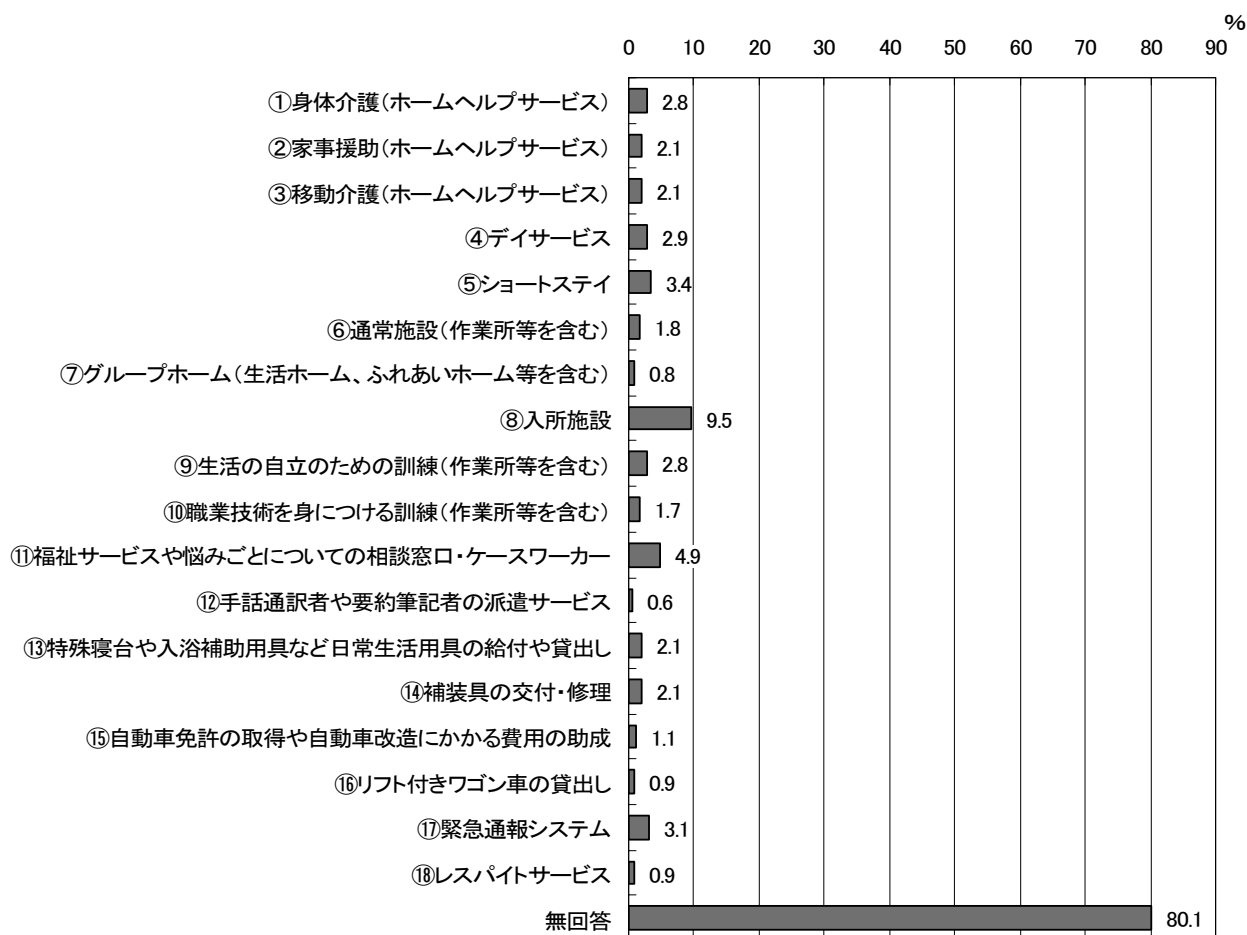 %
0 10 20 30 40 50 60 70 80 90
①身体介護(ホームヘルプサービス) 2.8
②家事援助(ホームヘルプサービス) 2.1
③移動介護(ホームヘルプサービス) 2.1
④デイサービス 2.9
⑤ショートステイ 3.4
⑥通常施設(作業所等を含む) 1.8
⑦グループホーム(生活ホーム、ふれあいホーム等を含む) 0.8
⑧入所施設 9.5
⑨生活の自立のための訓練(作業所等を含む) 2.8
⑩職業技術を身につける訓練(作業所等を含む) 1.7
⑪福祉サービスや悩みごとについての相談窓口・ケースワーカー 4.9
⑫手話通訳者や要約筆記者の派遣サービス 0.6
⑬特殊寝台や入浴補助用具など日常生活用具の給付や貸出し 2.1
⑭補装具の交付・修理 2.1
⑮自動車免許の取得や自動車改造にかかる費用の助成 1.1
⑯リフト付きワゴン車の貸出し 0.9
⑰緊急通報システム 3.1
⑱レスパイトサービス 0.9
無回答 80.1